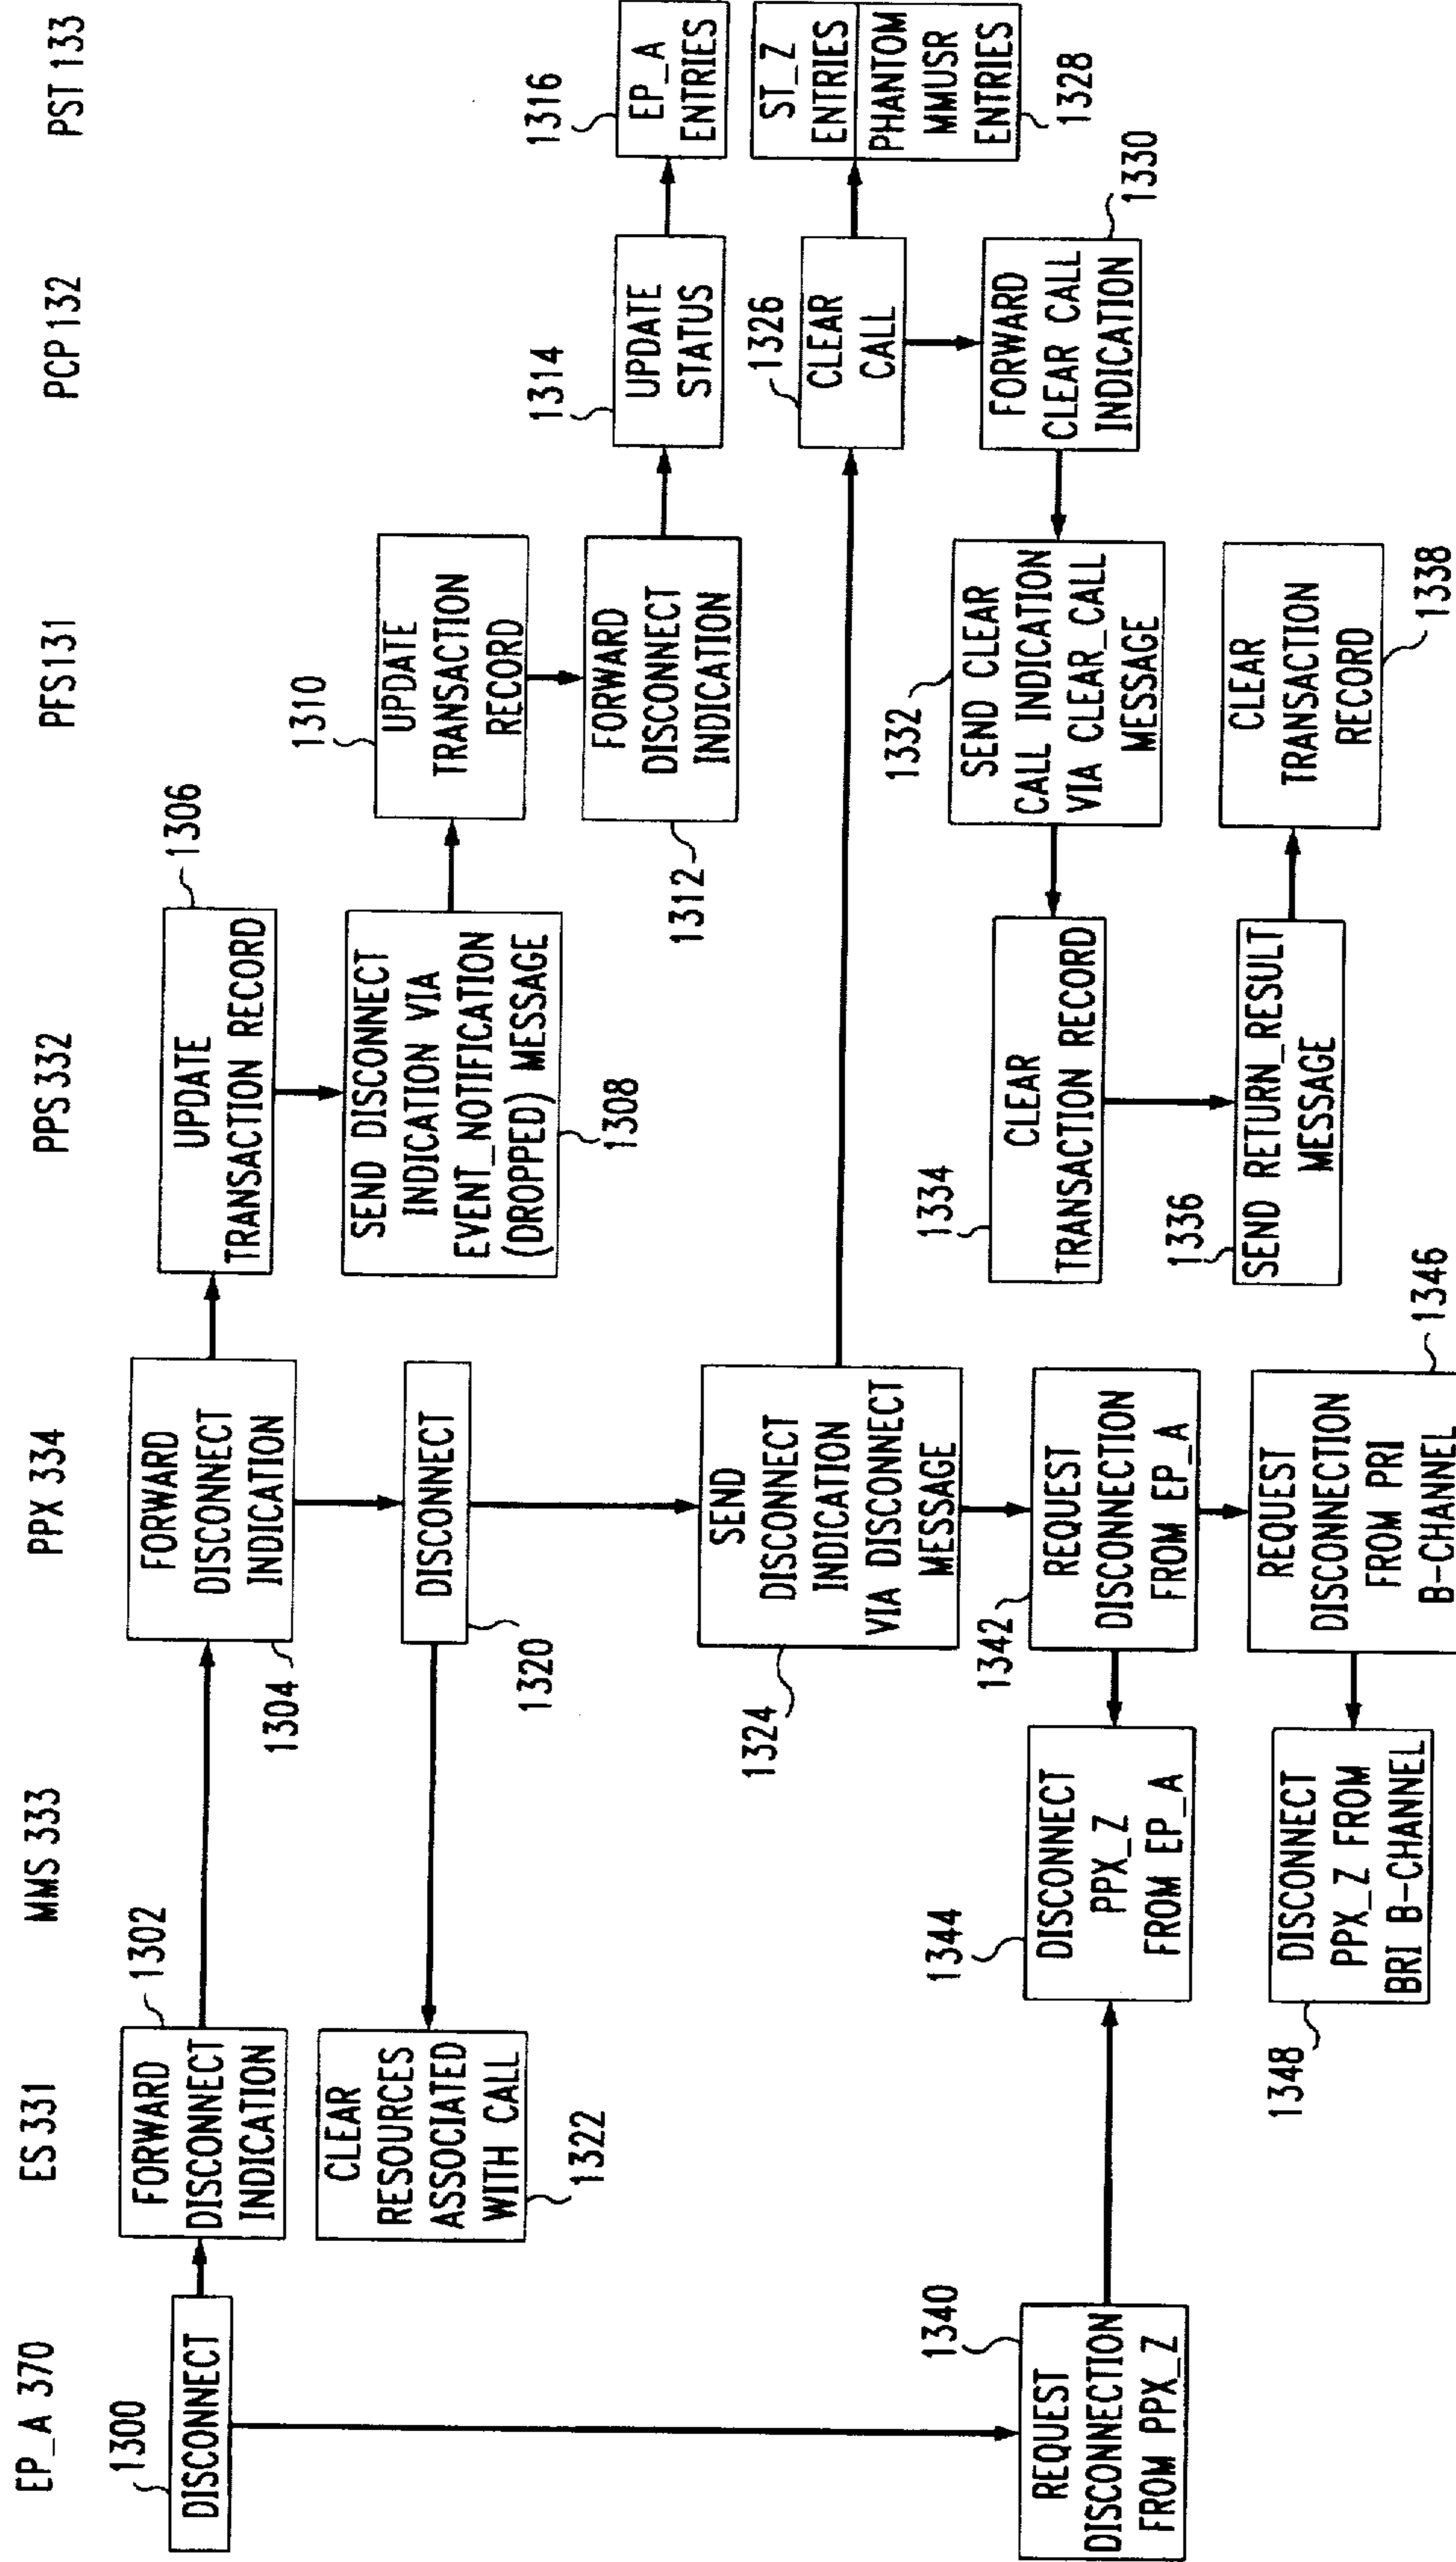 EP_A 370
ES 331
MMS 333
PPX 334
PPS 332
PFS131
PCP 132
PST 133
1300
DISCONNECT
1302
FORWARD
DISCONNECT
INDICATION
1304
FORWARD
DISCONNECT
INDICATION
1306
UPDATE
TRANSACTION RECORD
1308
SEND DISCONNECT
INDICATION VIA
EVENT_NOTIFICATION
(DROPPED) MESSAGE
1310
UPDATE
TRANSACTION
RECORD
1312
FORWARD
DISCONNECT
INDICATION
1314
UPDATE
STATUS
1316
EP_A
ENTRIES
1320
DISCONNECT
1322
CLEAR
RESOURCES
ASSOCIATED
WITH CALL
1324
SEND
DISCONNECT
INDICATION
VIA DISCONNECT
MESSAGE
1326
CLEAR
CALL
ST_Z
ENTRIES
PHANTOM
MMUSR
ENTRIES
1328
FORWARD
CLEAR CALL
INDICATION
1330
1332
SEND CLEAR
CALL INDICATION
VIA CLEAR_CALL
MESSAGE
1334
CLEAR
TRANSACTION RECORD
1336
SEND RETURN_RESULT
MESSAGE
CLEAR
TRANSACTION
RECORD
1338
1340
REQUEST
DISCONNECTION
FROM PPX_Z
1342
REQUEST
DISCONNECTION
FROM EP_A
1344
DISCONNECT
PPX_Z
FROM EP_A
1346
REQUEST
DISCONNECTION
FROM PRI
B-CHANNEL
1348
DISCONNECT
PPX_Z FROM
BRI B-CHANNEL